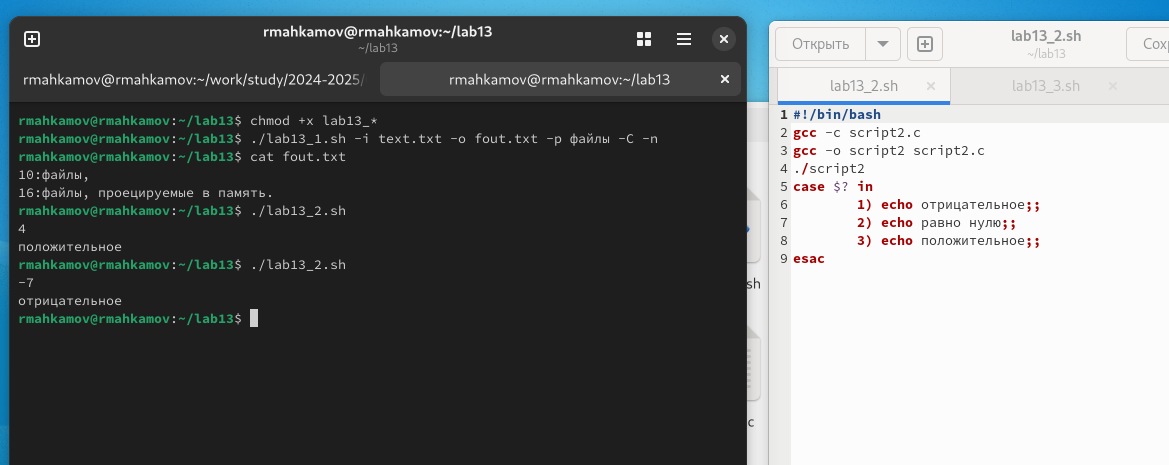 rmahkamov@rmahkamov:~/lab13
~/lab13
rmahkamov@rmahkamov:~/work/study/2024-2025/
rmahkamov@rmahkamov:~/lab13
rmahkamov@rmahkamov:~/lab13$ chmod +x lab13_*
rmahkamov@rmahkamov:~/lab13$ ./lab13_1.sh -i text.txt -o fout.txt -p файлы -C -n
rmahkamov@rmahkamov:~/lab13$ cat fout.txt
10:файлы,
16:файлы, проецируемые в память.
rmahkamov@rmahkamov:~/lab13$ ./lab13_2.sh
4
положительное
rmahkamov@rmahkamov:~/lab13$ ./lab13_2.sh
-7
отрицательное
rmahkamov@rmahkamov:~/lab13$
sh
c
Открыть
lab13_2.sh
~/lab13
Сох
lab13_2.sh
lab13_3.sh
1 #!/bin/bash
2 gcc -c script2.c
3 gcc -o script2 script2.c
4 ./script2
5 case $? in
6 1) echo отрицательное;;
7 2) echo равно нулю;;
8 3) echo положительное;;
9 esac